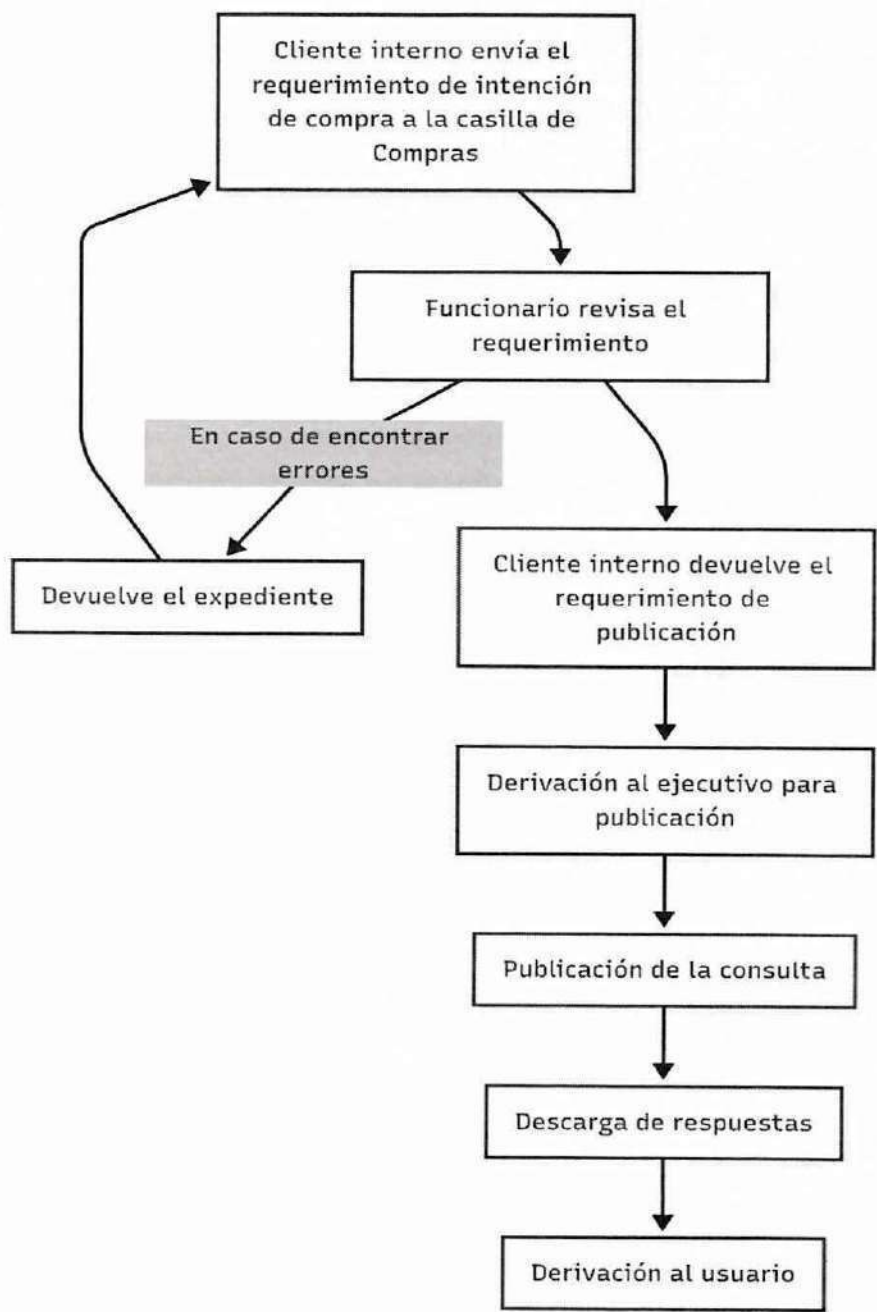 Cliente interno envía el
requerimiento de intención
de compra a la casilla de
Compras
Funcionario revisa el
requerimiento
En caso de encontrar
errores
Devuelve el expediente
Cliente interno devuelve el
requerimiento de
publicación
Derivación al ejecutivo para
publicación
Publicación de la consulta
Descarga de respuestas
Derivación al usuario